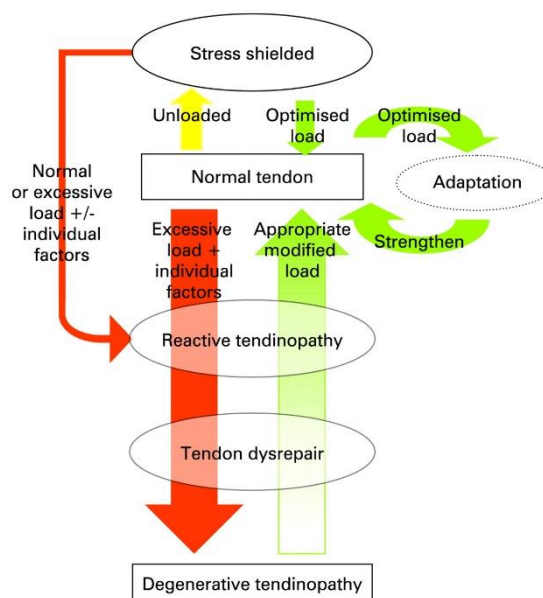 Stress shielded
Unloaded
Optimised
load
Optimised
load
Normal
or excessive
load +/-
individual
factors
Normal tendon
Adaptation
Excessive
load +
individual
factors
Appropriate
modified
load
Strengthen
Reactive tendinopathy
Tendon dysrepair
Degenerative tendinopathy